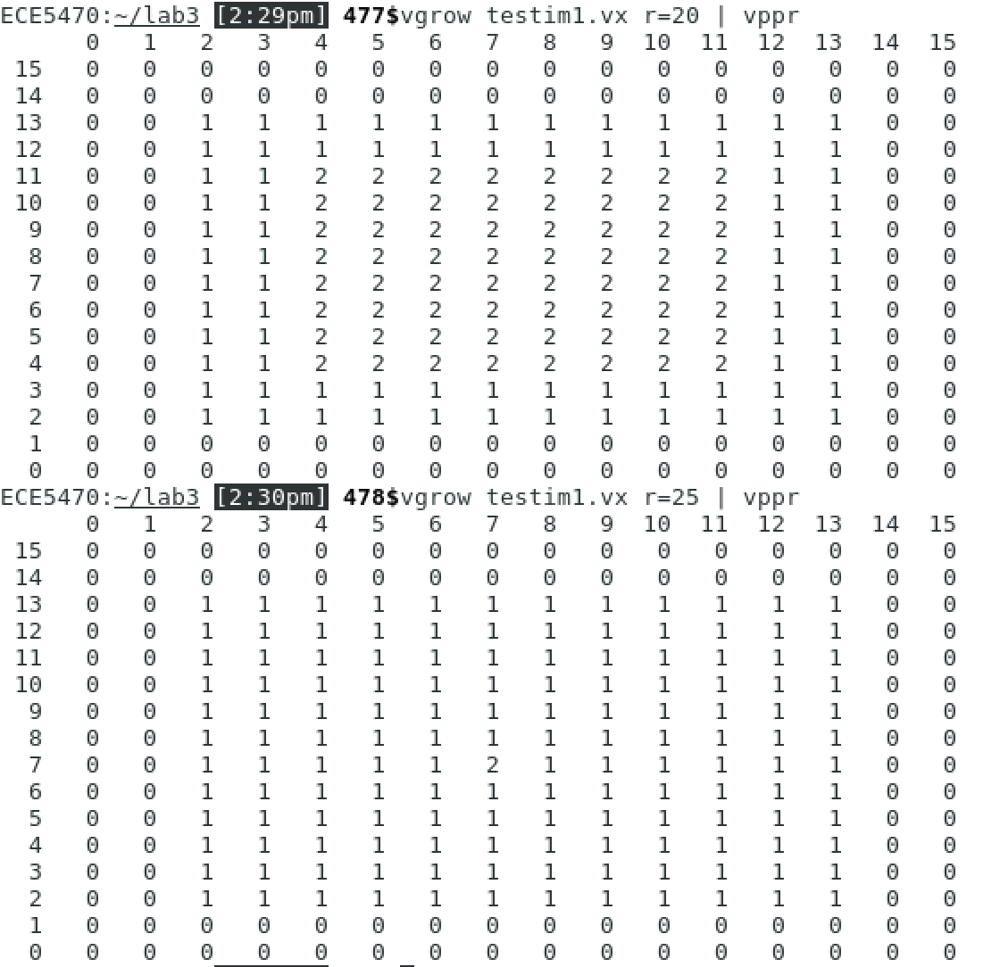 ECE5470:~/lab3 [2:29pm] 477$vgrow testim1.vx r=20 | vppr
0 1 2 3 4 5 6 7 8 9 10 11 12 13 14 15
15 0 0 0 0 0 0 0 0 0 0 0 0 0 0 0 0
14 0 0 0 0 0 0 0 0 0 0 0 0 0 0 0 0
13 0 0 1 1 1 1 1 1 1 1 1 1 1 1 0 0
12 0 0 1 1 1 1 1 1 1 1 1 1 1 1 0 0
11 0 0 1 1 2 2 2 2 2 2 2 2 1 1 0 0
10 0 0 1 1 2 2 2 2 2 2 2 2 1 1 0 0
9 0 0 1 1 2 2 2 2 2 2 2 2 1 1 0 0
8 0 0 1 1 2 2 2 2 2 2 2 2 1 1 0 0
7 0 0 1 1 2 2 2 2 2 2 2 2 1 1 0 0
6 0 0 1 1 2 2 2 2 2 2 2 2 1 1 0 0
5 0 0 1 1 2 2 2 2 2 2 2 2 1 1 0 0
4 0 0 1 1 2 2 2 2 2 2 2 2 1 1 0 0
3 0 0 1 1 1 1 1 1 1 1 1 1 1 1 0 0
2 0 0 1 1 1 1 1 1 1 1 1 1 1 1 0 0
1 0 0 0 0 0 0 0 0 0 0 0 0 0 0 0 0
0 0 0 0 0 0 0 0 0 0 0 0 0 0 0 0 0
ECE5470:~/lab3 [2:30pm] 478$vgrow testim1.vx r=25 | vppr
0 1 2 3 4 5 6 7 8 9 10 11 12 13 14 15
15 0 0 0 0 0 0 0 0 0 0 0 0 0 0 0 0
14 0 0 0 0 0 0 0 0 0 0 0 0 0 0 0 0
13 0 0 1 1 1 1 1 1 1 1 1 1 1 1 0 0
12 0 0 1 1 1 1 1 1 1 1 1 1 1 1 0 0
11 0 0 1 1 1 1 1 1 1 1 1 1 1 1 0 0
10 0 0 1 1 1 1 1 1 1 1 1 1 1 1 0 0
9 0 0 1 1 1 1 1 1 1 1 1 1 1 1 0 0
8 0 0 1 1 1 1 1 1 1 1 1 1 1 1 0 0
7 0 0 1 1 1 1 1 2 1 1 1 1 1 1 0 0
6 0 0 1 1 1 1 1 1 1 1 1 1 1 1 0 0
5 0 0 1 1 1 1 1 1 1 1 1 1 1 1 0 0
4 0 0 1 1 1 1 1 1 1 1 1 1 1 1 0 0
3 0 0 1 1 1 1 1 1 1 1 1 1 1 1 0 0
2 0 0 1 1 1 1 1 1 1 1 1 1 1 1 0 0
1 0 0 0 0 0 0 0 0 0 0 0 0 0 0 0 0
0 0 0 0 0 0 0 0 0 0 0 0 0 0 0 0 0